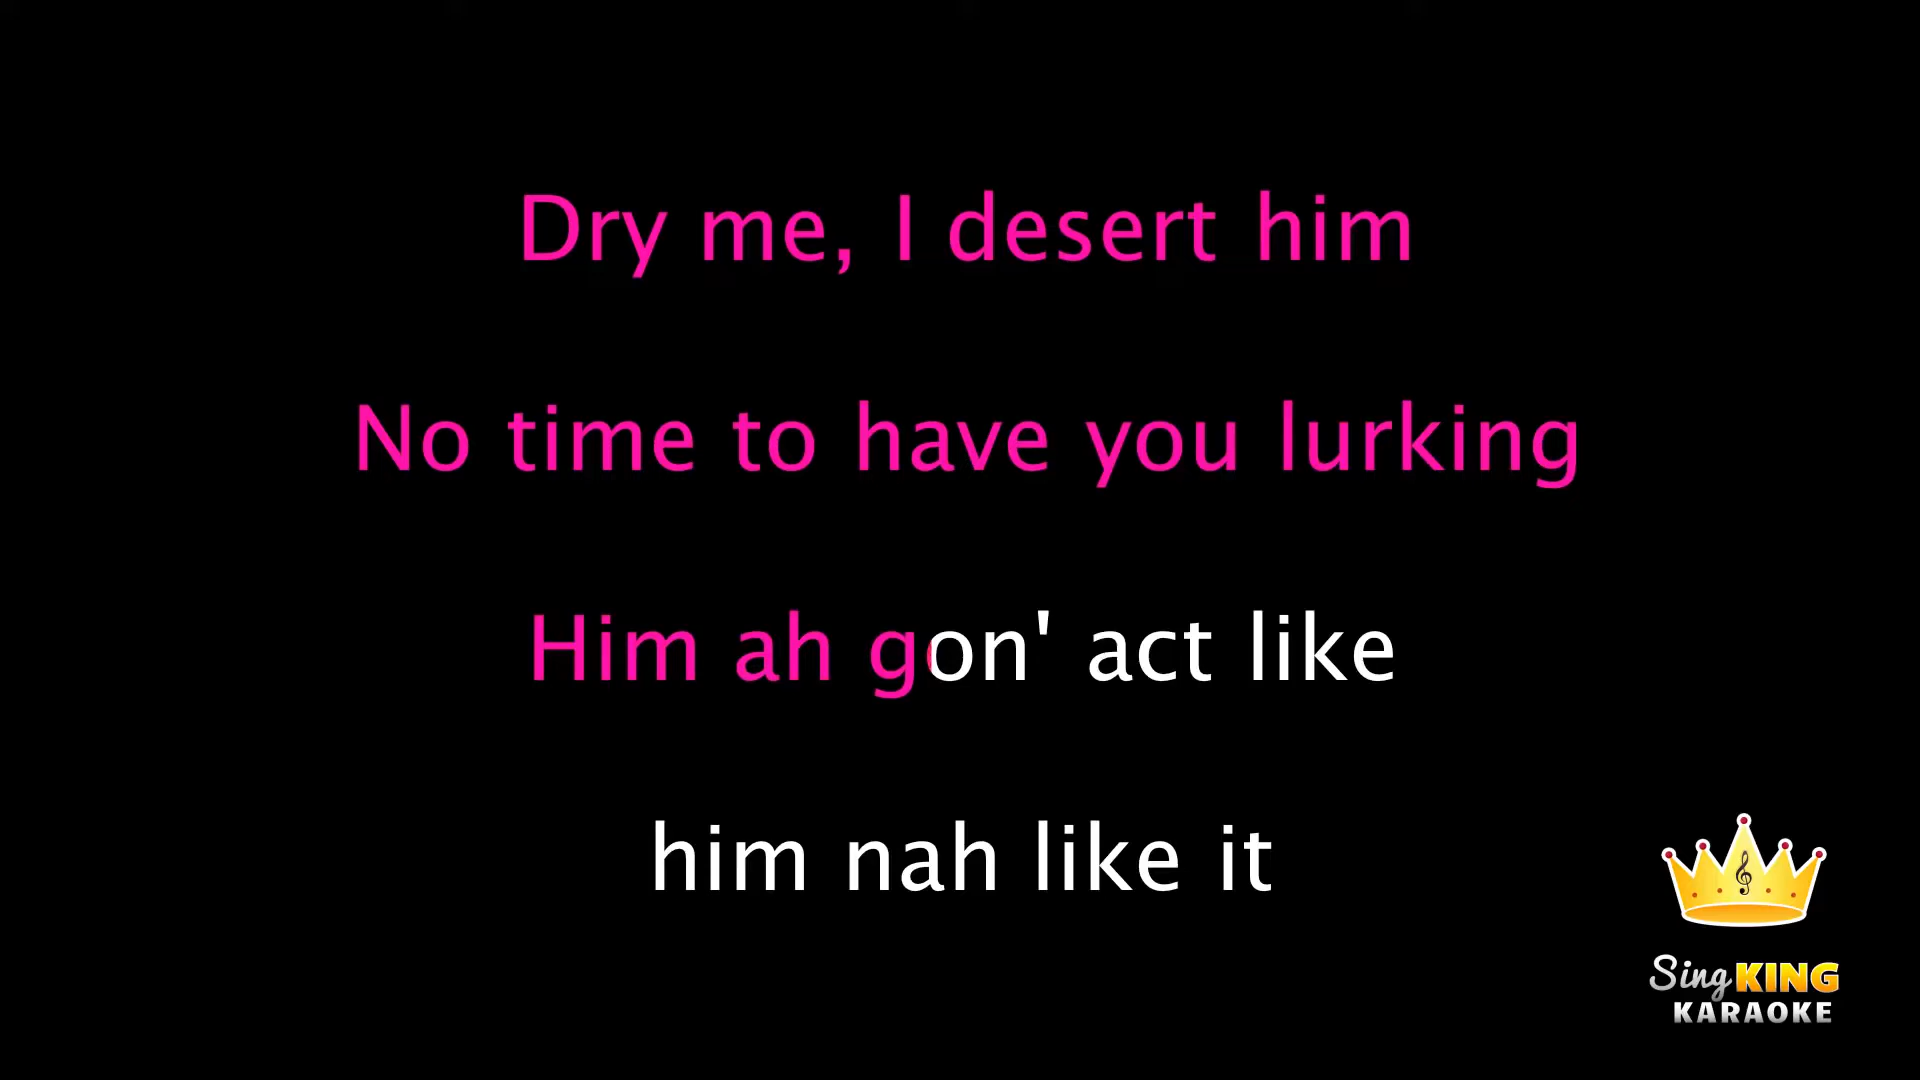 Dry me, I desert him
No time to have you lurking
Him ah gon' act like
him nah like it
Sing KING
KARAOKE